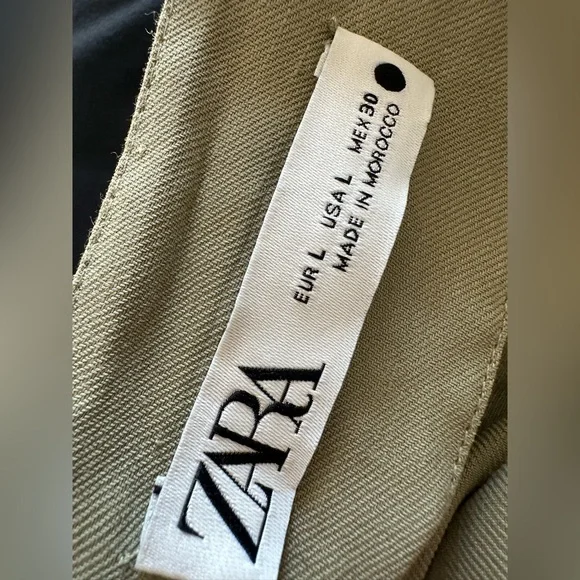 ZARA
EUR L USA L MEX 30
MADE IN MOROCCO